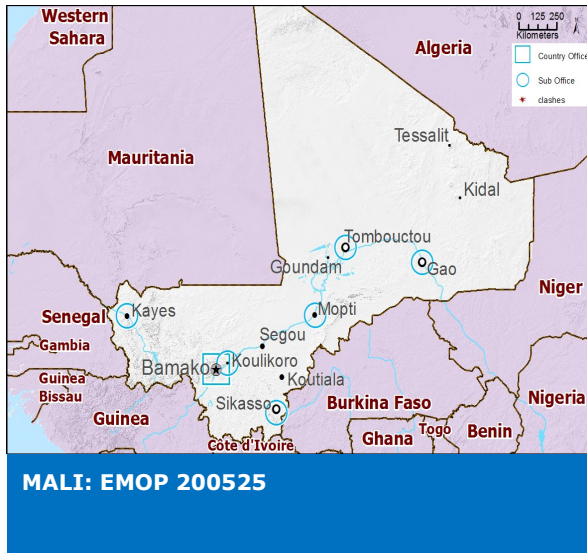 Western
Sahara
0 125 250
Kilometers
Country Office
Sub Office
clashes
Algeria
Mauritania
Tessalit
Kidal
Tombouctou
Goundam
Gao
Niger
Kayes
Mopti
Senegal
Segou
Gambia
Koulikoro
Bamako
Koutiala
Guinea
Bissau
Sikasso
Burkina Faso
Nigeria
Guinea
Togo
Benin
Ghana
Côte d'Ivoire
MALI: EMOP 200525